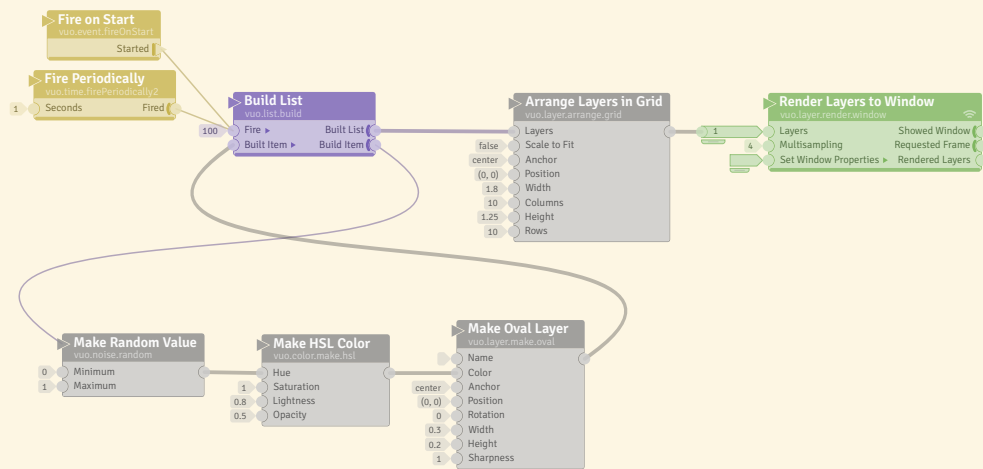 Fire on Start
vuo.event.fireOnStart
Started
Fire Periodically
vuo.time.firePeriodically2
1 Seconds Fired
Build List
vuo.list.build
100 Fire Built List
Built Item Build Item
Arrange Layers in Grid
vuo.layer.arrange.grid
Layers
false Scale to Fit
center Anchor
(0, 0) Position
1.8 Width
10 Columns
1.25 Height
10 Rows
Render Layers to Window
vuo.layer.render.window
1 Layers Showed Window
4 Multisampling Requested Frame
Set Window Properties Rendered Layers
Make Random Value
vuo.noise.random
0 Minimum
1 Maximum
Make HSL Color
vuo.color.make.hsl
Hue
1 Saturation
0.8 Lightness
0.5 Opacity
Make Oval Layer
vuo.layer.make.oval
Name
Color
center Anchor
(0, 0) Position
0 Rotation
0.3 Width
0.2 Height
1 Sharpness